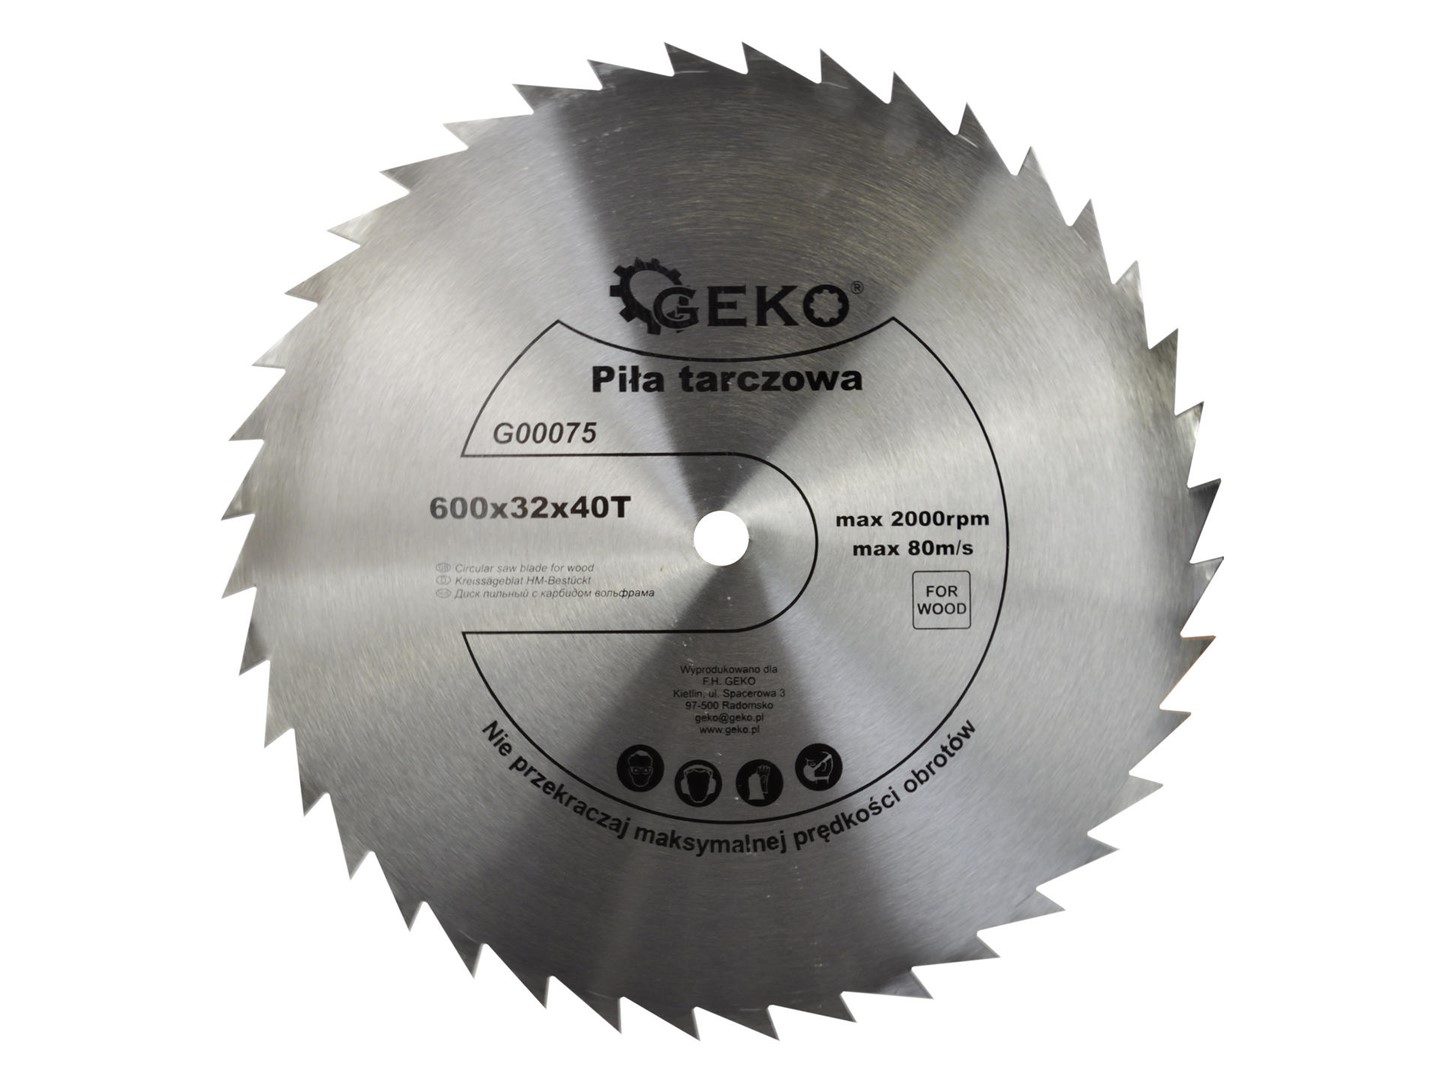 GEKO®
Piła tarczowa
G00075
600x32x40T
Circular saw blade for wood
Kreissägeblat HM-Bestückt
Диск пильный с карбидом вольфрама
max 2000rpm
max 80m/s
FOR
WOOD
Wyprodukowano dla
F.H. GEKO
Kietlin, ul. Spacerowa 3
97-500 Radomsko
geko@geko.pl
www.geko.pl
Nie przekraczaj maksymalnej prędkości obrotów